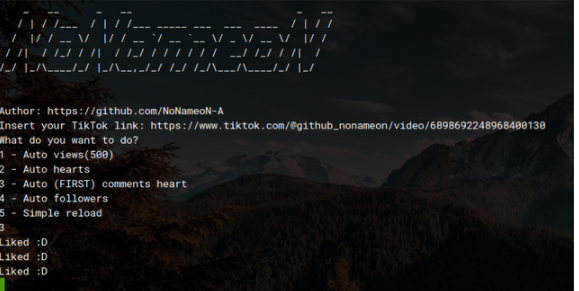 Author: https://github.com/NoNameoN-A
Insert your TikTok link: https://www.tiktok.com/@github_nonameon/video/6898692248968400130
What do you want to do?
1 - Auto views(500)
2 - Auto hearts
3 - Auto (FIRST) comments heart
4 - Auto followers
5 - Simple reload
3
Liked :D
Liked :D
Liked :D